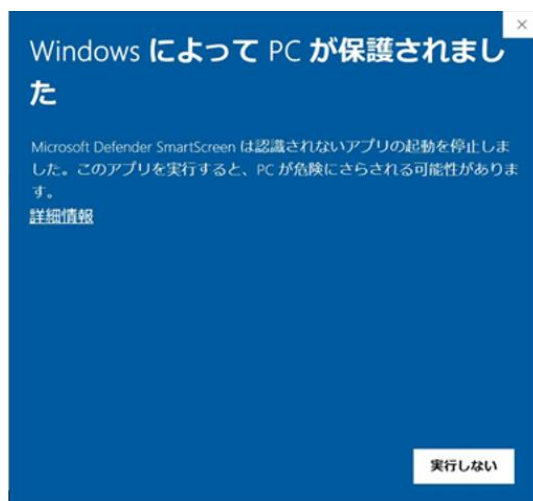 Windows によって PC が保護されまし
た
Microsoft Defender SmartScreen は認識されないアプリの起動を停止しま
した。このアプリを実行すると、PC が危険にさらされる可能性がありま
す。
詳細情報
実行しない